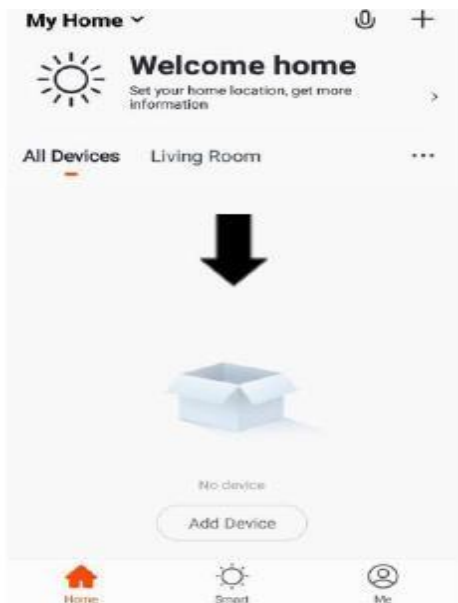 My Home
Welcome home
Set your home location, get more
information
All Devices Living Room
No device
Add Device
Home Smart Me